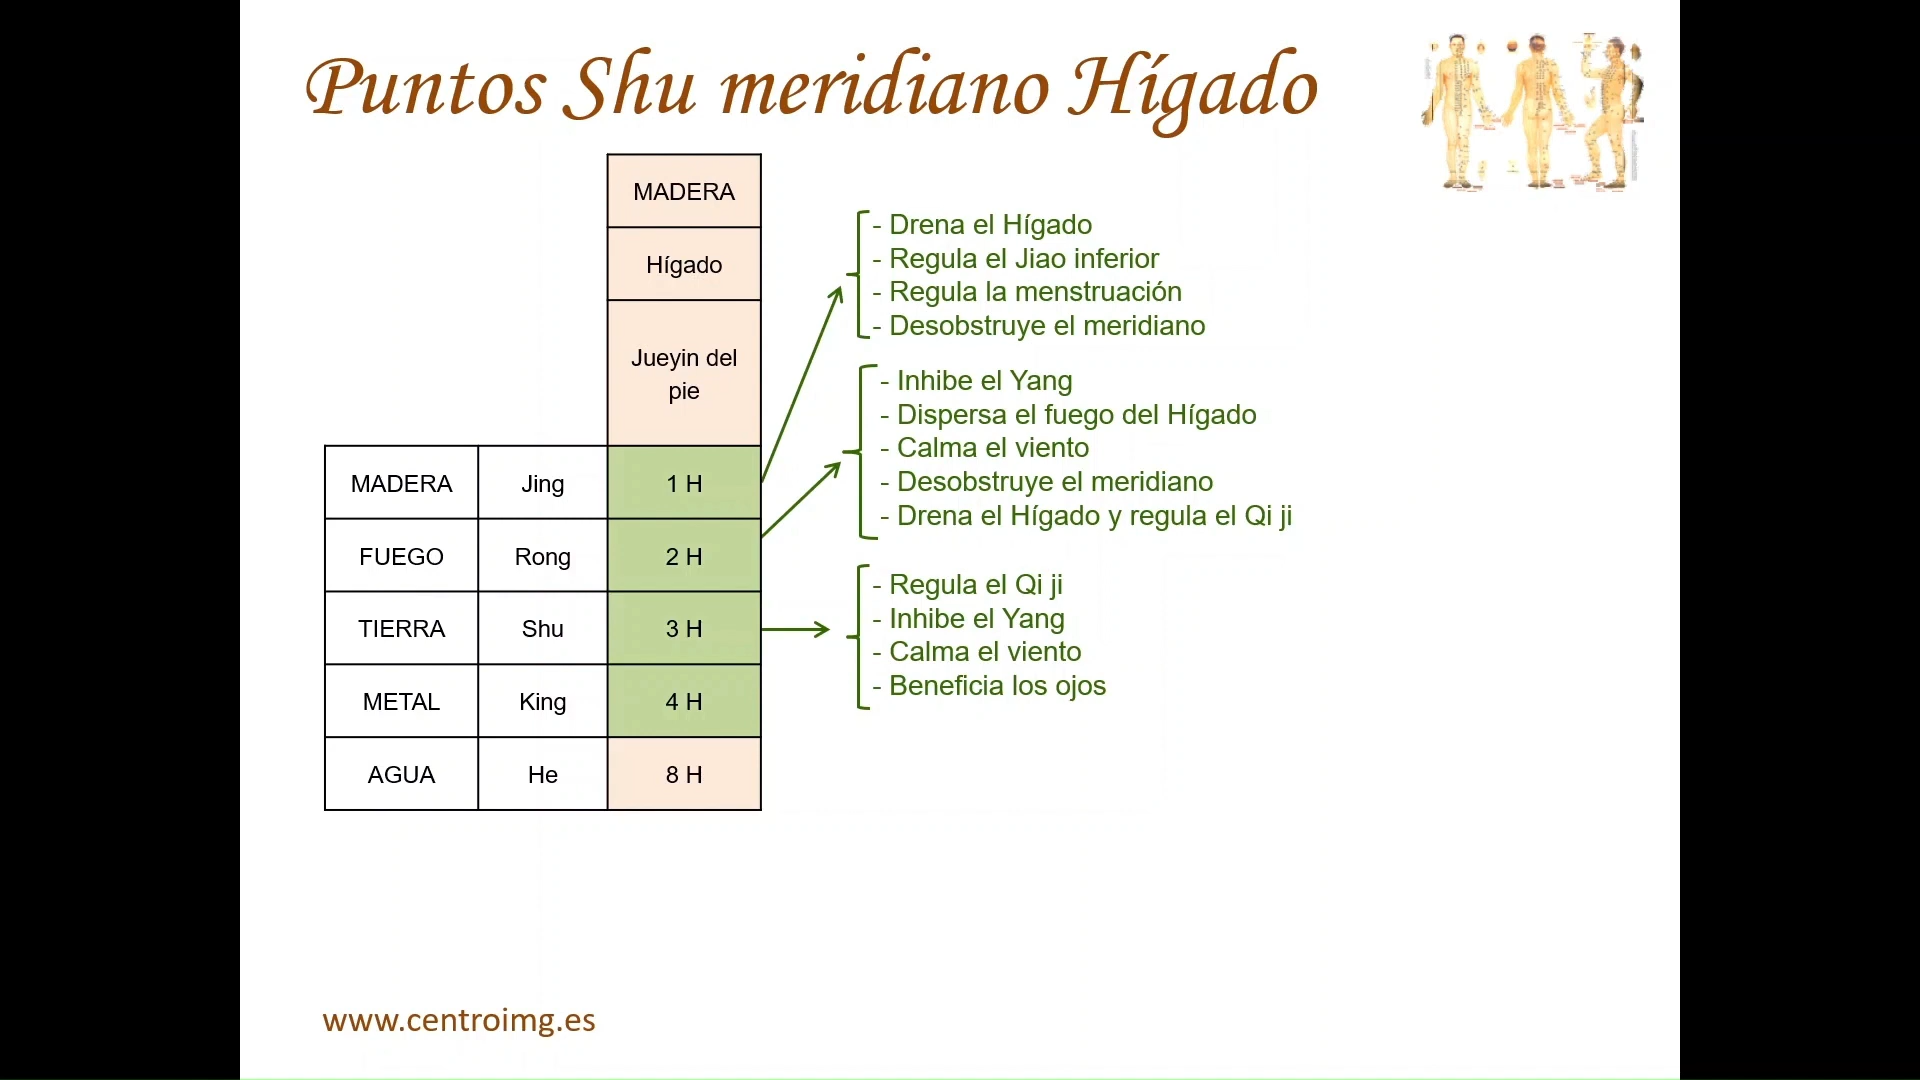 Puntos Shu meridiano Hígado
MADERA
Hígado
Jueyin del
pie
MADERA Jing 1 H
FUEGO Rong 2 H
TIERRA Shu 3 H
METAL King 4 H
AGUA He 8 H
- Drena el Hígado
- Regula el Jiao inferior
- Regula la menstruación
- Desobstruye el meridiano
- Inhibe el Yang
- Dispersa el fuego del Hígado
- Calma el viento
- Desobstruye el meridiano
- Drena el Hígado y regula el Qi ji
- Regula el Qi ji
- Inhibe el Yang
- Calma el viento
- Beneficia los ojos
www.centroimg.es